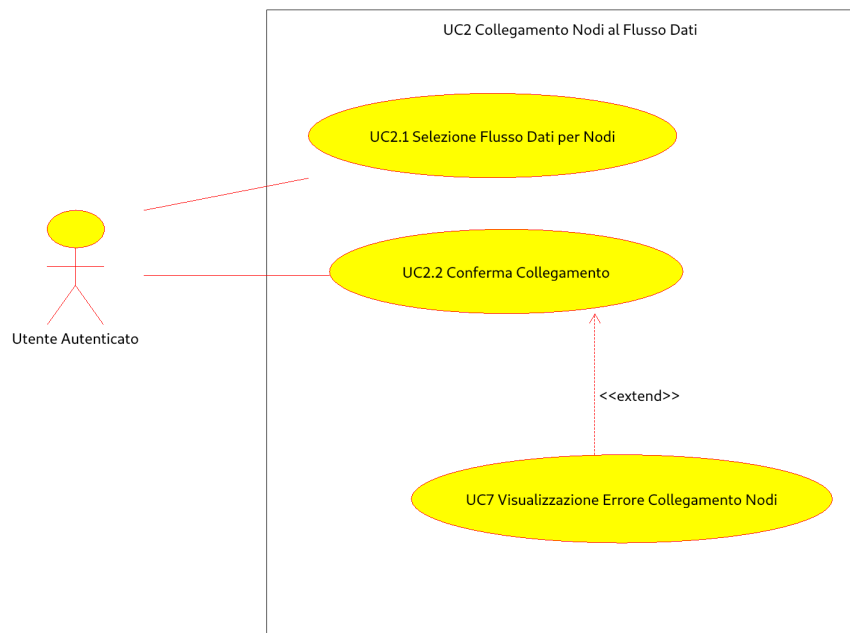 UC2 Collegamento Nodi al Flusso Dati
UC2.1 Selezione Flusso Dati per Nodi
UC2.2 Conferma Collegamento
Utente Autenticato
<<extend>>
UC7 Visualizzazione Errore Collegamento Nodi